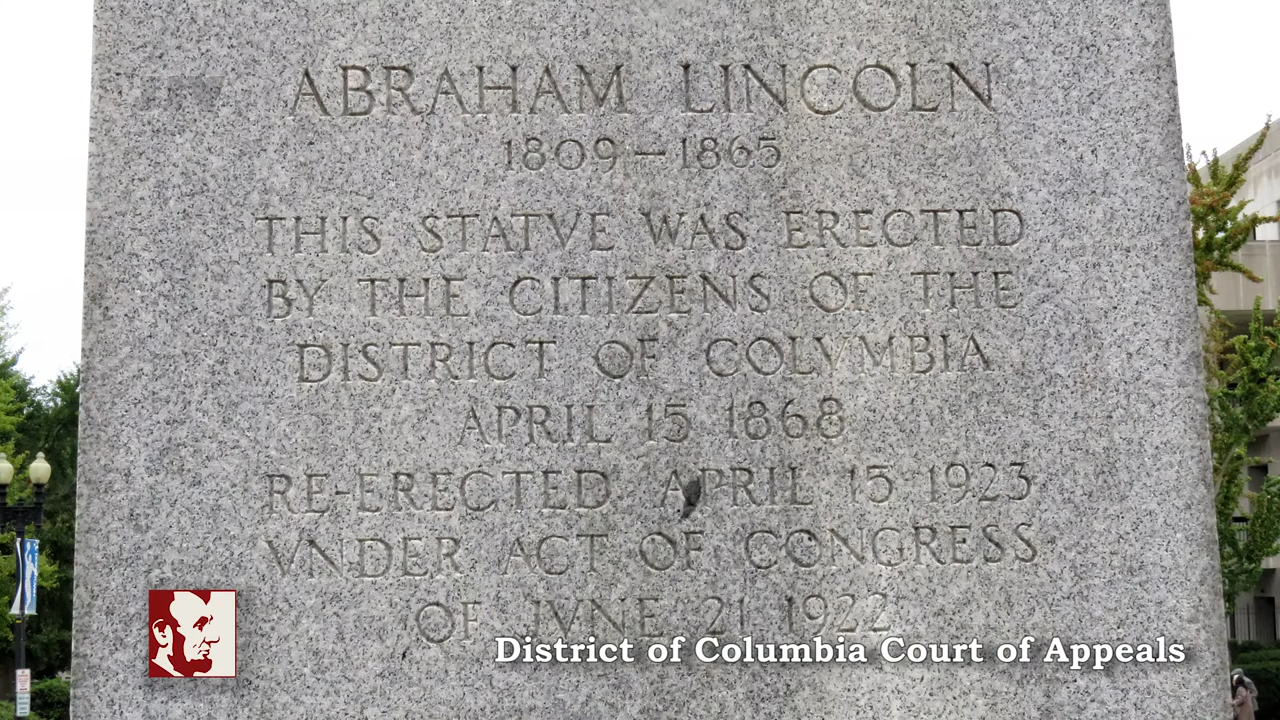 ABRAHAM LINCOLN
1809–1865
THIS STATVE WAS ERECTED
BY THE CITIZENS OF THE
DISTRICT OF COLVMBIA
APRIL 15 1868
RE-ERECTED APRIL 15 1923
VNDER ACT OF CONGRESS
OF JVNE 21 1922
District of Columbia Court of Appeals